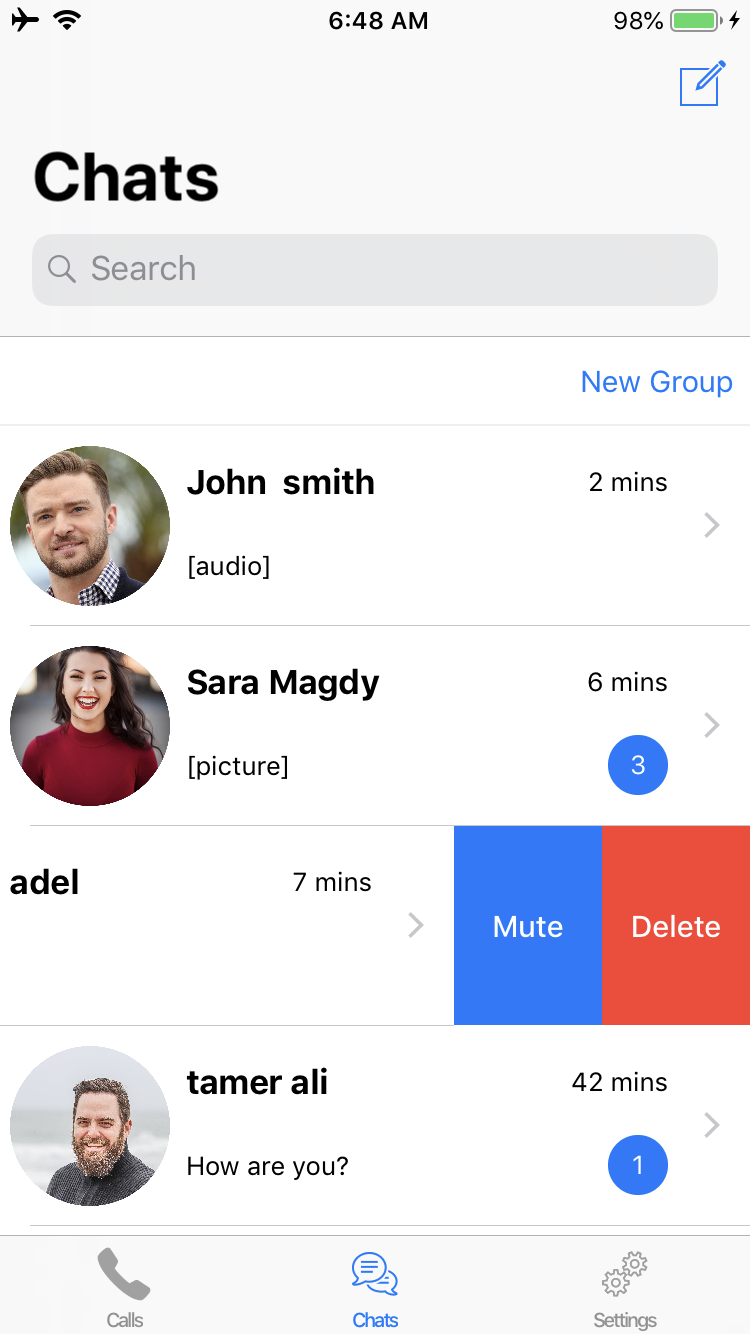 6:48 AM 98%
Chats
Search
New Group
John  smith 2 mins
[audio]
Sara Magdy 6 mins
[picture] 3
adel 7 mins
Mute Delete
tamer ali 42 mins
How are you? 1
Calls Chats Settings